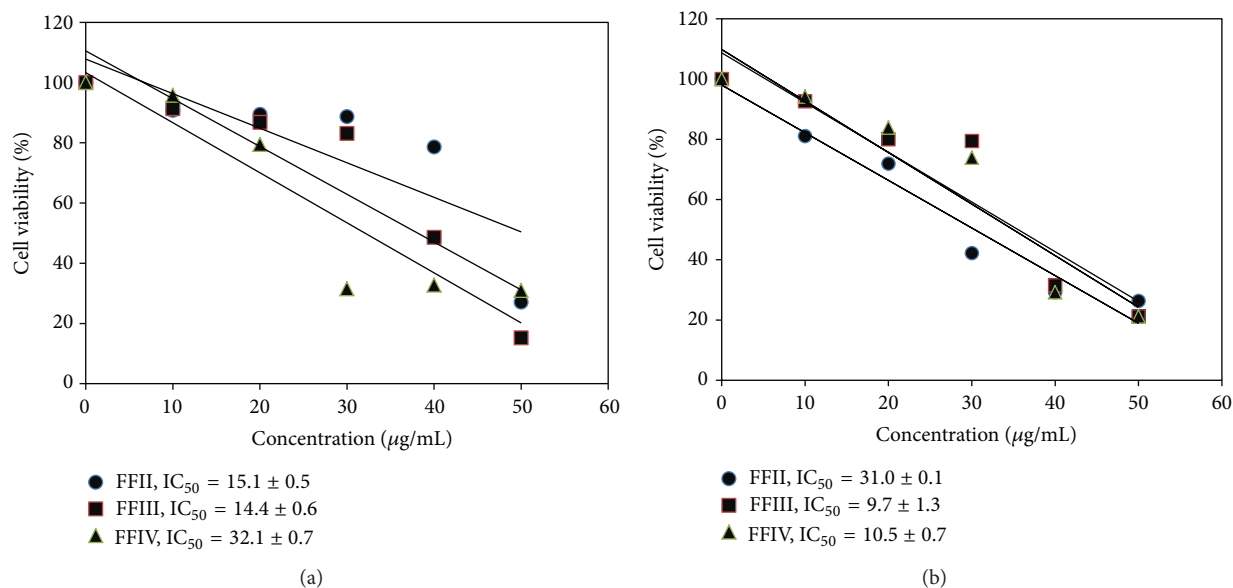 120
100
80
60
40
20
0
Cell viability (%)
0 10 20 30 40 50 60
Concentration (μg/mL)
FFII, IC50 = 15.1 ± 0.5
FFIII, IC50 = 14.4 ± 0.6
FFIV, IC50 = 32.1 ± 0.7
(a)
120
100
80
60
40
20
0
Cell viability (%)
0 10 20 30 40 50 60
Concentration (μg/mL)
FFII, IC50 = 31.0 ± 0.1
FFIII, IC50 = 9.7 ± 1.3
FFIV, IC50 = 10.5 ± 0.7
(b)